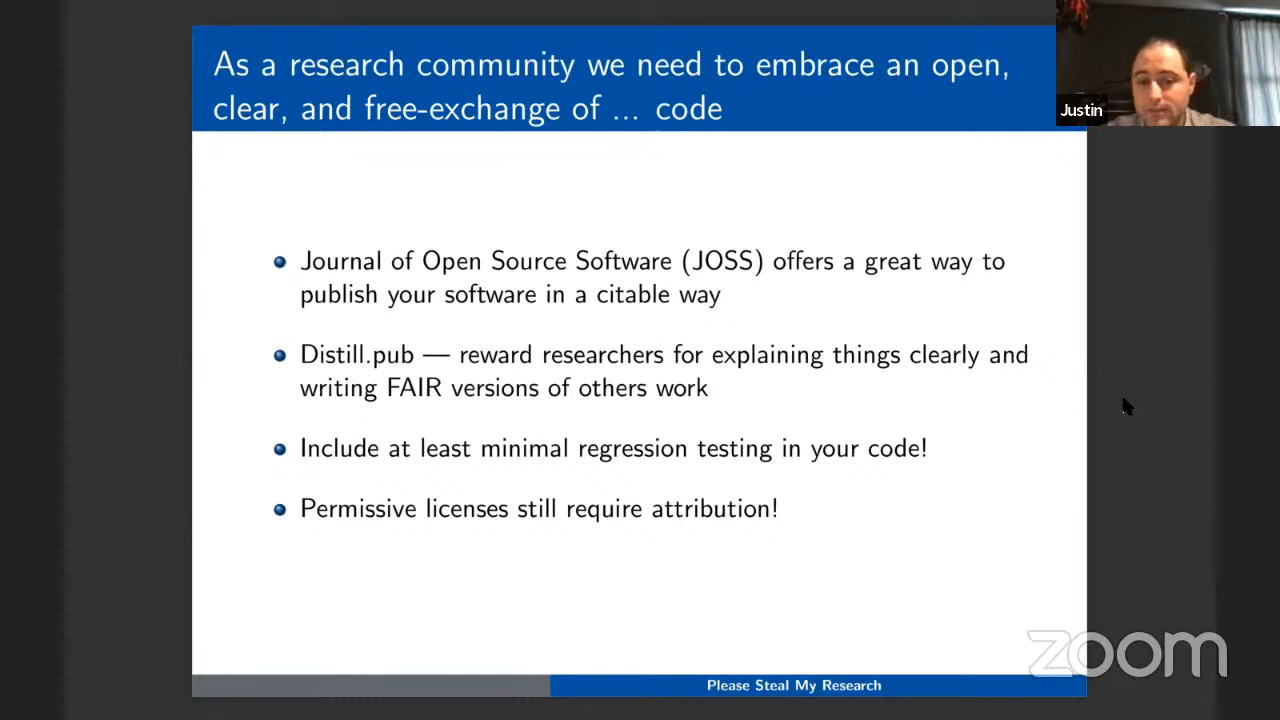 As a research community we need to embrace an open,
clear, and free-exchange of ... code
Justin
Journal of Open Source Software (JOSS) offers a great way to
publish your software in a citable way
Distill.pub — reward researchers for explaining things clearly and
writing FAIR versions of others work
Include at least minimal regression testing in your code!
Permissive licenses still require attribution!
zoom
Please Steal My Research